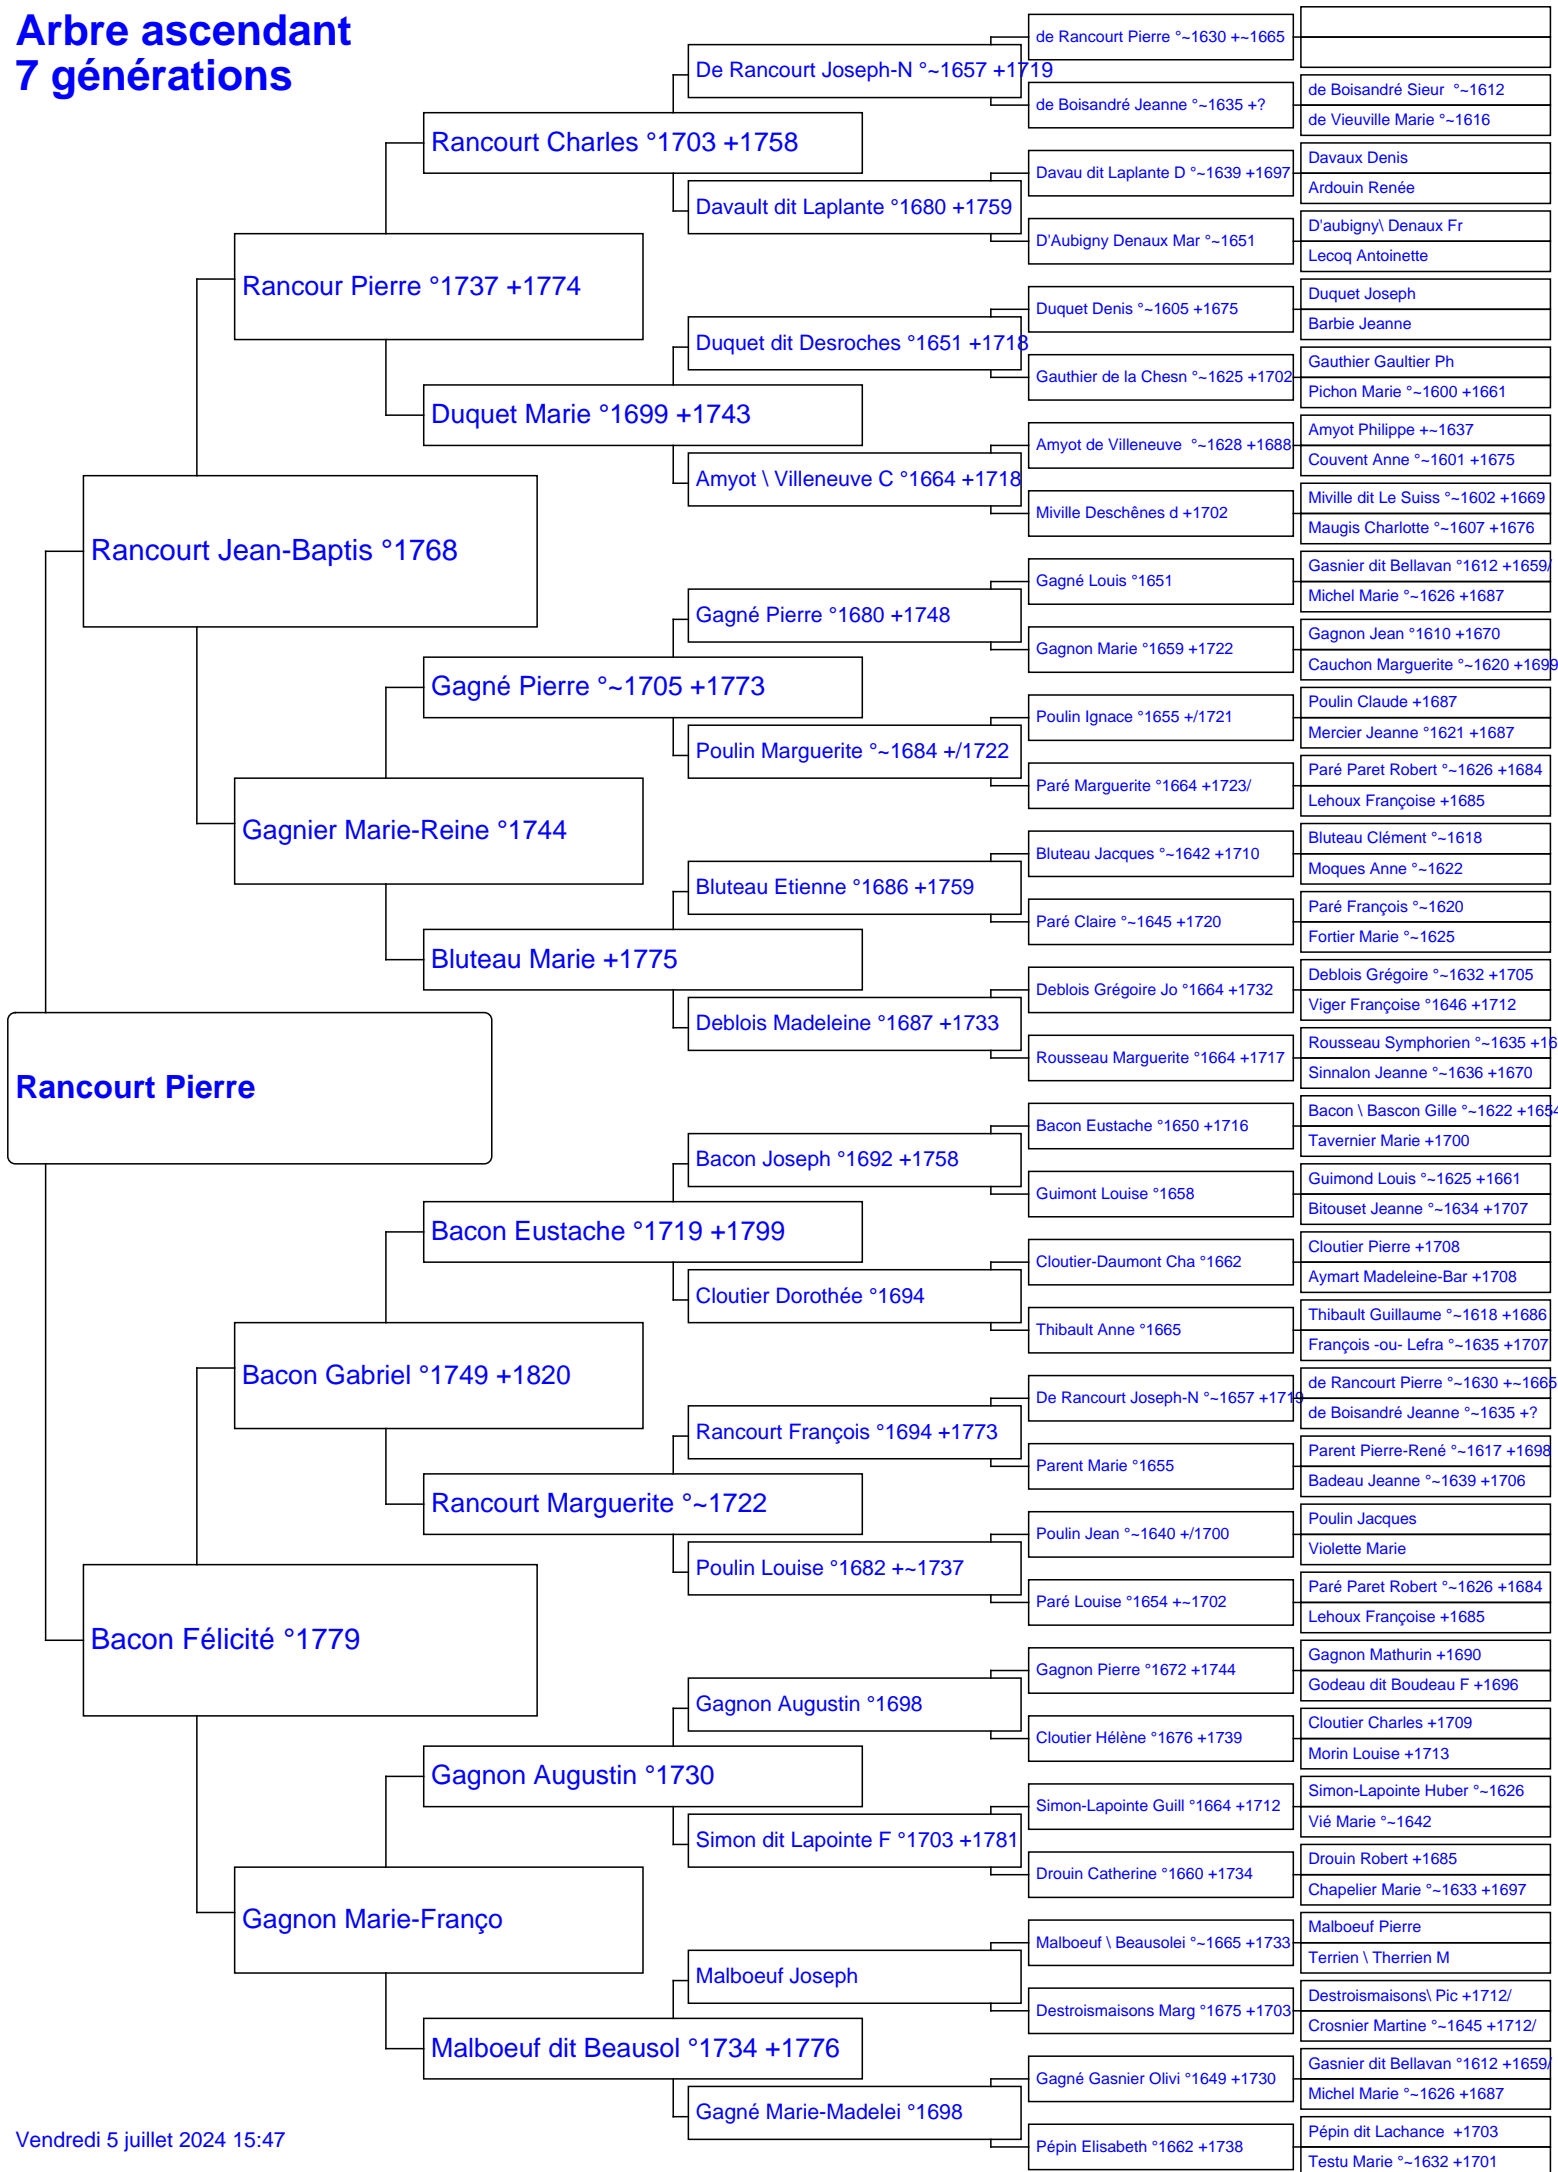 Arbre ascendant
7 générations
Rancourt Pierre
Rancourt Jean-Baptis °1768
Bacon Félicité °1779
Rancour Pierre °1737 +1774
Gagnier Marie-Reine °1744
Bacon Gabriel °1749 +1820
Gagnon Marie-Franço
Rancourt Charles °1703 +1758
Duquet Marie °1699 +1743
Gagné Pierre °~1705 +1773
Bluteau Marie +1775
Bacon Eustache °1719 +1799
Rancourt Marguerite °~1722
Gagnon Augustin °1730
Malboeuf dit Beausol °1734 +1776
De Rancourt Joseph-N °~1657 +1719
Davault dit Laplante °1680 +1759
Duquet dit Desroches °1651 +1718
Amyot \ Villeneuve C °1664 +1718
Gagné Pierre °1680 +1748
Poulin Marguerite °~1684 +/1722
Bluteau Etienne °1686 +1759
Deblois Madeleine °1687 +1733
Bacon Joseph °1692 +1758
Cloutier Dorothée °1694
Rancourt François °1694 +1773
Poulin Louise °1682 +~1737
Gagnon Augustin °1698
Simon dit Lapointe F °1703 +1781
Malboeuf Joseph
Gagné Marie-Madelei °1698
de Rancourt Pierre °~1630 +~1665
de Boisandré Jeanne °~1635 +?
Davau dit Laplante D °~1639 +1697
D'Aubigny Denaux Mar °~1651
Duquet Denis °~1605 +1675
Gauthier de la Chesn °~1625 +1702
Amyot de Villeneuve °~1628 +1688
Miville Deschênes d +1702
Gagné Louis °1651
Gagnon Marie °1659 +1722
Poulin Ignace °1655 +/1721
Paré Marguerite °1664 +1723/
Bluteau Jacques °~1642 +1710
Paré Claire °~1645 +1720
Deblois Grégoire Jo °1664 +1732
Rousseau Marguerite °1664 +1717
Bacon Eustache °1650 +1716
Guimont Louise °1658
Cloutier-Daumont Cha °1662
Thibault Anne °1665
De Rancourt Joseph-N °~1657 +1719
Parent Marie °1655
Poulin Jean °~1640 +/1700
Paré Louise °1654 +~1702
Gagnon Pierre °1672 +1744
Cloutier Hélène °1676 +1739
Simon-Lapointe Guill °1664 +1712
Drouin Catherine °1660 +1734
Malboeuf \ Beausolei °~1665 +1733
Destroismaisons Marg °1675 +1703
Gagné Gasnier Olivi °1649 +1730
Pépin Elisabeth °1662 +1738
de Boisandré Sieur °~1612
de Vieuville Marie °~1616
Davaux Denis
Ardouin Renée
D'aubigny\ Denaux Fr
Lecoq Antoinette
Duquet Joseph
Barbie Jeanne
Gauthier Gaultier Ph
Pichon Marie °~1600 +1661
Amyot Philippe +~1637
Couvent Anne °~1601 +1675
Miville dit Le Suiss °~1602 +1669
Maugis Charlotte °~1607 +1676
Gasnier dit Bellavan °1612 +1659/
Michel Marie °~1626 +1687
Gagnon Jean °1610 +1670
Cauchon Marguerite °~1620 +1699
Poulin Claude +1687
Mercier Jeanne °1621 +1687
Paré Paret Robert °~1626 +1684
Lehoux Françoise +1685
Bluteau Clément °~1618
Moques Anne °~1622
Paré François °~1620
Fortier Marie °~1625
Deblois Grégoire °~1632 +1705
Viger Françoise °1646 +1712
Rousseau Symphorien °~1635 +16
Sinnalon Jeanne °~1636 +1670
Bacon \ Bascon Gille °~1622 +1654
Tavernier Marie +1700
Guimond Louis °~1625 +1661
Bitouset Jeanne °~1634 +1707
Cloutier Pierre +1708
Aymart Madeleine-Bar +1708
Thibault Guillaume °~1618 +1686
François -ou- Lefra °~1635 +1707
de Rancourt Pierre °~1630 +~1665
de Boisandré Jeanne °~1635 +?
Parent Pierre-René °~1617 +1698
Badeau Jeanne °~1639 +1706
Poulin Jacques
Violette Marie
Paré Paret Robert °~1626 +1684
Lehoux Françoise +1685
Gagnon Mathurin +1690
Godeau dit Boudeau F +1696
Cloutier Charles +1709
Morin Louise +1713
Simon-Lapointe Huber °~1626
Vié Marie °~1642
Drouin Robert +1685
Chapelier Marie °~1633 +1697
Malboeuf Pierre
Terrien \ Therrien M
Destroismaisons\ Pic +1712/
Crosnier Martine °~1645 +1712/
Gasnier dit Bellavan °1612 +1659/
Michel Marie °~1626 +1687
Pépin dit Lachance +1703
Testu Marie °~1632 +1701
Vendredi 5 juillet 2024 15:47